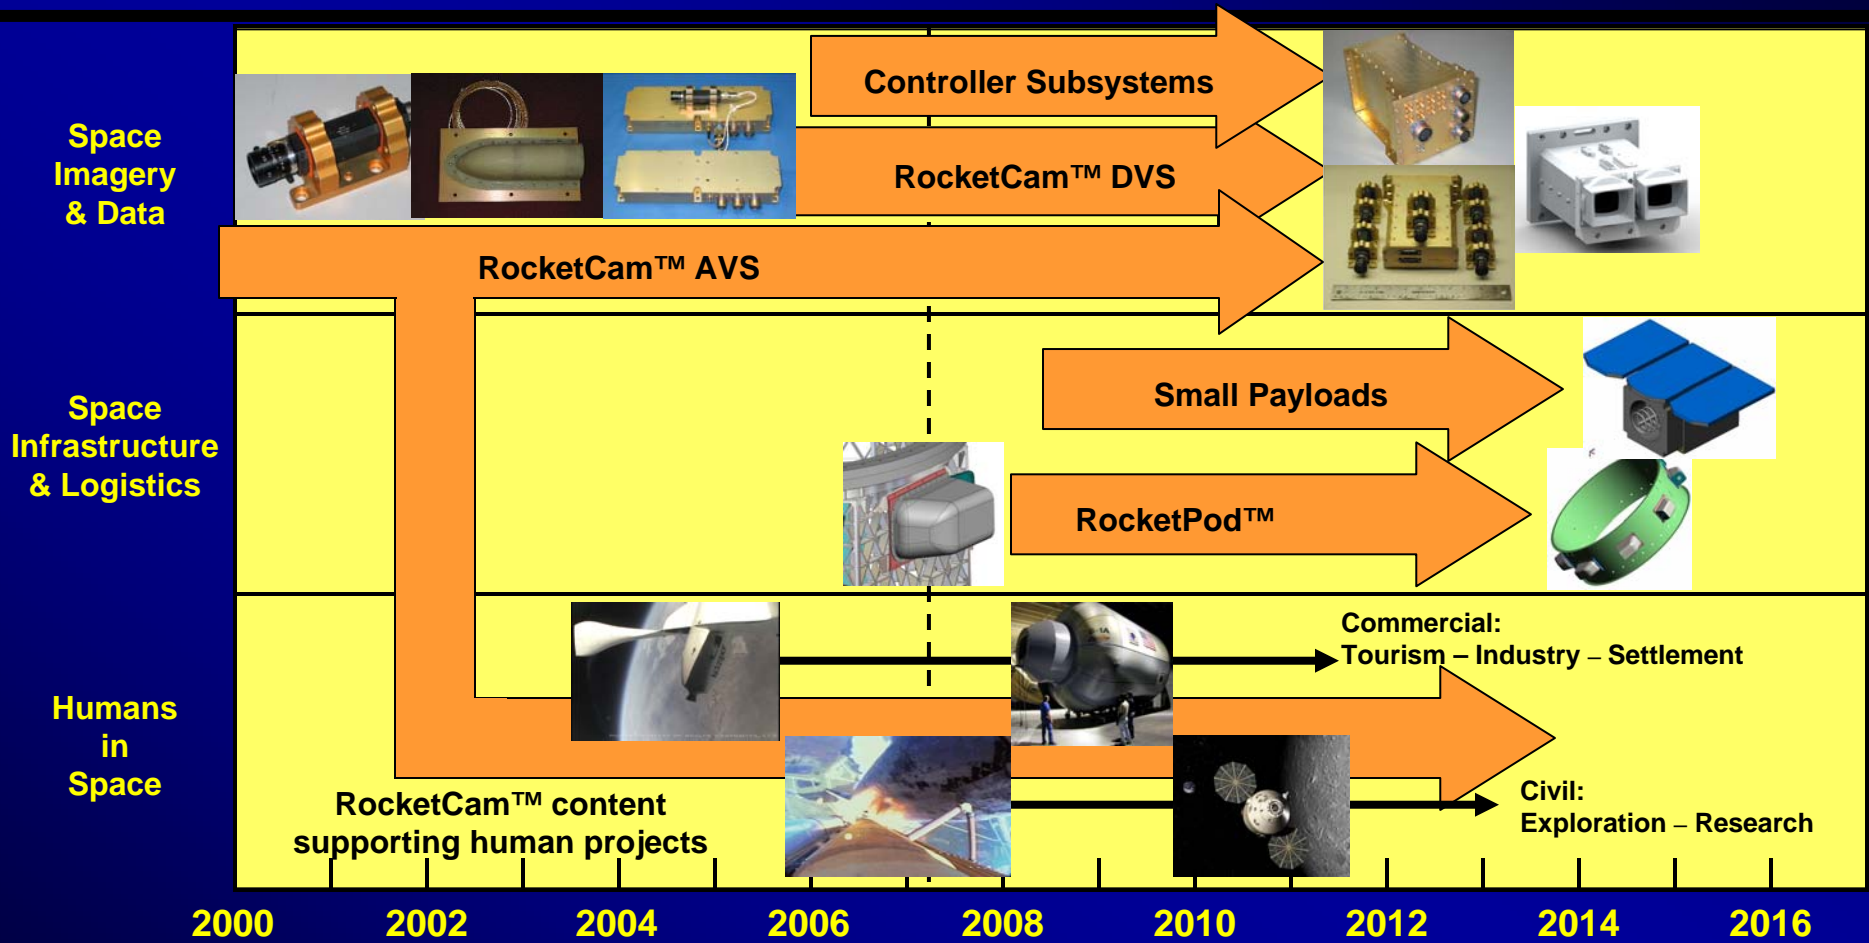 Space
Imagery
& Data
Controller Subsystems
RocketCam™ DVS
RocketCam™ AVS
Space
Infrastructure
& Logistics
Small Payloads
RocketPod™
Humans
in
Space
Commercial:
Tourism – Industry – Settlement
RocketCam™ content
supporting human projects
Civil:
Exploration – Research
2000 2002 2004 2006 2008 2010 2012 2014 2016